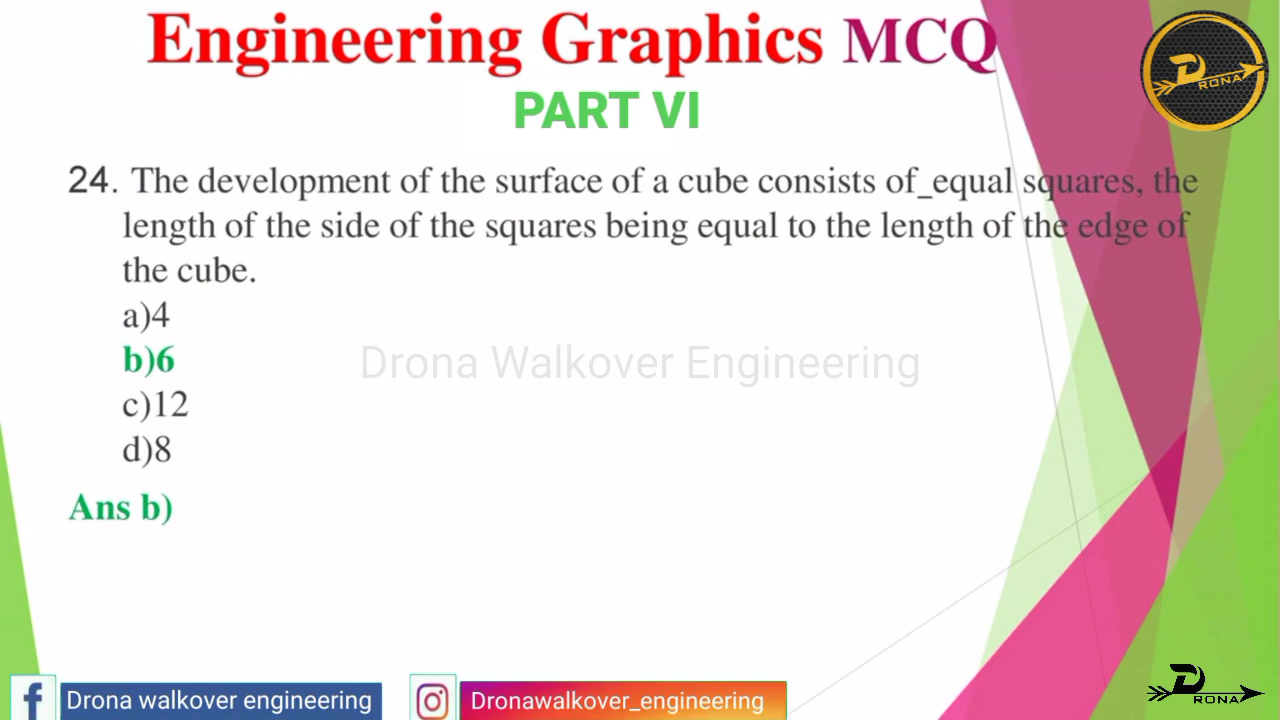 Engineering Graphics MCQ
PART VI
D
RONA
24. The development of the surface of a cube consists of_equal squares, the
length of the side of the squares being equal to the length of the edge of
the cube.
a)4
b)6
Drona Walkover Engineering
c)12
d)8
Ans b)
Drona walkover engineering
Dronawalkover_engineering
D
RONA